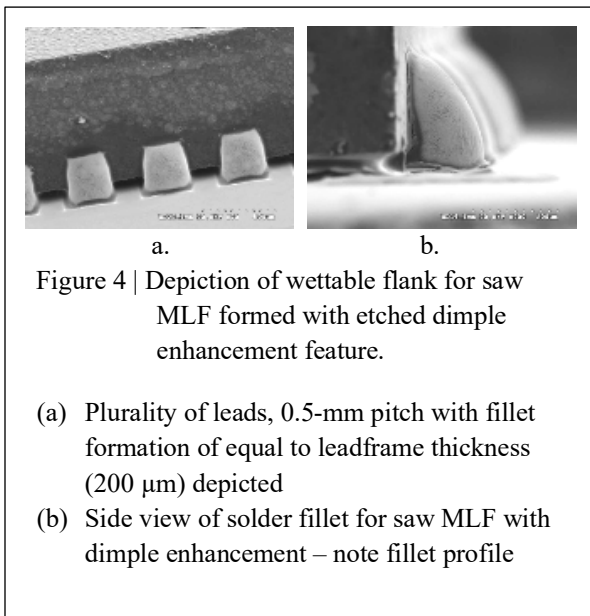 a.
b.
Figure 4 | Depiction of wettable flank for saw
MLF formed with etched dimple
enhancement feature.
(a) Plurality of leads, 0.5-mm pitch with fillet
formation of equal to leadframe thickness
(200 μm) depicted
(b) Side view of solder fillet for saw MLF with
dimple enhancement – note fillet profile